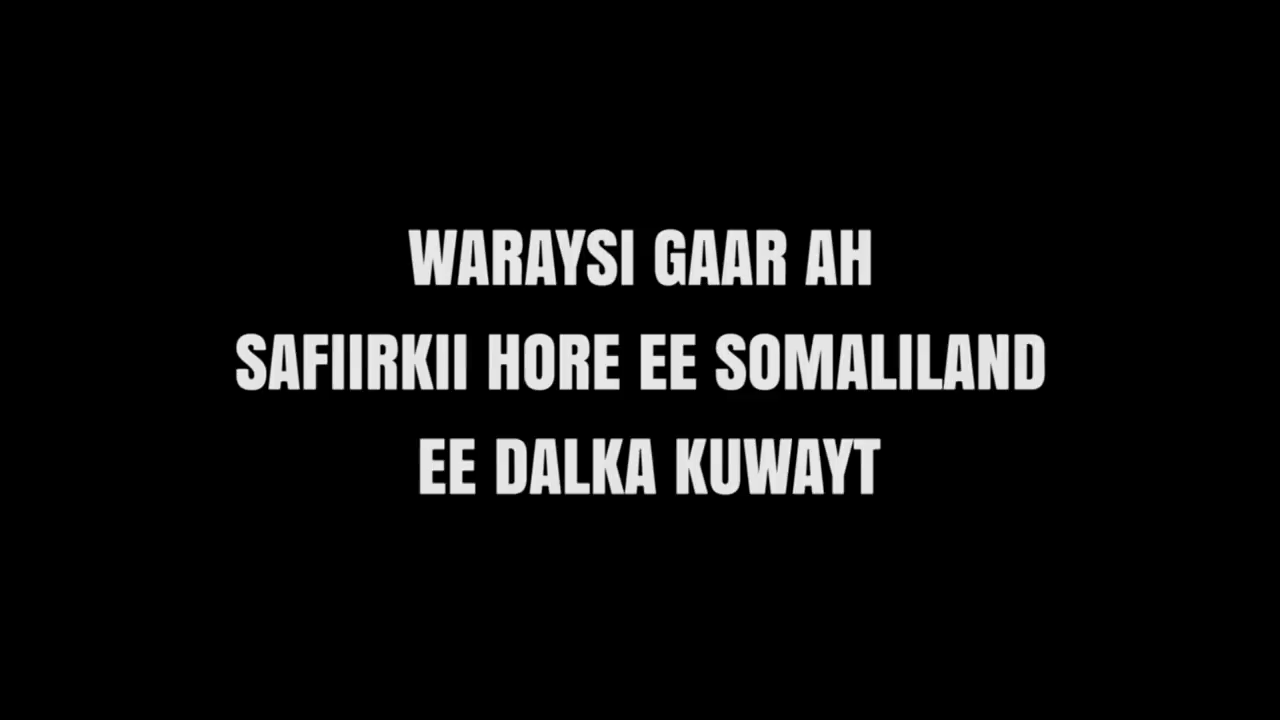 WARAYSI GAAR AH
SAFIIRKII HORE EE SOMALILAND
EE DALKA KUWAYT